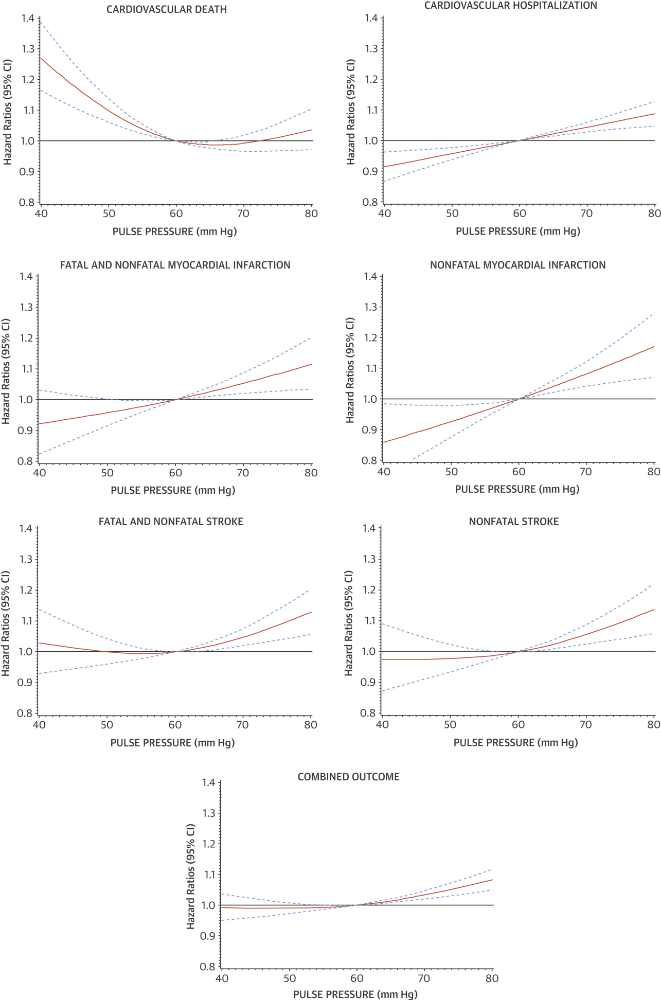 CARDIOVASCULAR DEATH
Hazard Ratios (95% CI)
1.4
1.3
1.2
1.1
1.0
0.9
0.8
40 50 60 70 80
PULSE PRESSURE (mm Hg)
CARDIOVASCULAR HOSPITALIZATION
Hazard Ratios (95% CI)
1.4
1.3
1.2
1.1
1.0
0.9
0.8
40 50 60 70 80
PULSE PRESSURE (mm Hg)
FATAL AND NONFATAL MYOCARDIAL INFARCTION
Hazard Ratios (95% CI)
1.4
1.3
1.2
1.1
1.0
0.9
0.8
40 50 60 70 80
PULSE PRESSURE (mm Hg)
NONFATAL MYOCARDIAL INFARCTION
Hazard Ratios (95% CI)
1.4
1.3
1.2
1.1
1.0
0.9
0.8
40 50 60 70 80
PULSE PRESSURE (mm Hg)
FATAL AND NONFATAL STROKE
Hazard Ratios (95% CI)
1.4
1.3
1.2
1.1
1.0
0.9
0.8
40 50 60 70 80
PULSE PRESSURE (mm Hg)
NONFATAL STROKE
Hazard Ratios (95% CI)
1.4
1.3
1.2
1.1
1.0
0.9
0.8
40 50 60 70 80
PULSE PRESSURE (mm Hg)
COMBINED OUTCOME
Hazard Ratios (95% CI)
1.4
1.3
1.2
1.1
1.0
0.9
0.8
40 50 60 70 80
PULSE PRESSURE (mm Hg)